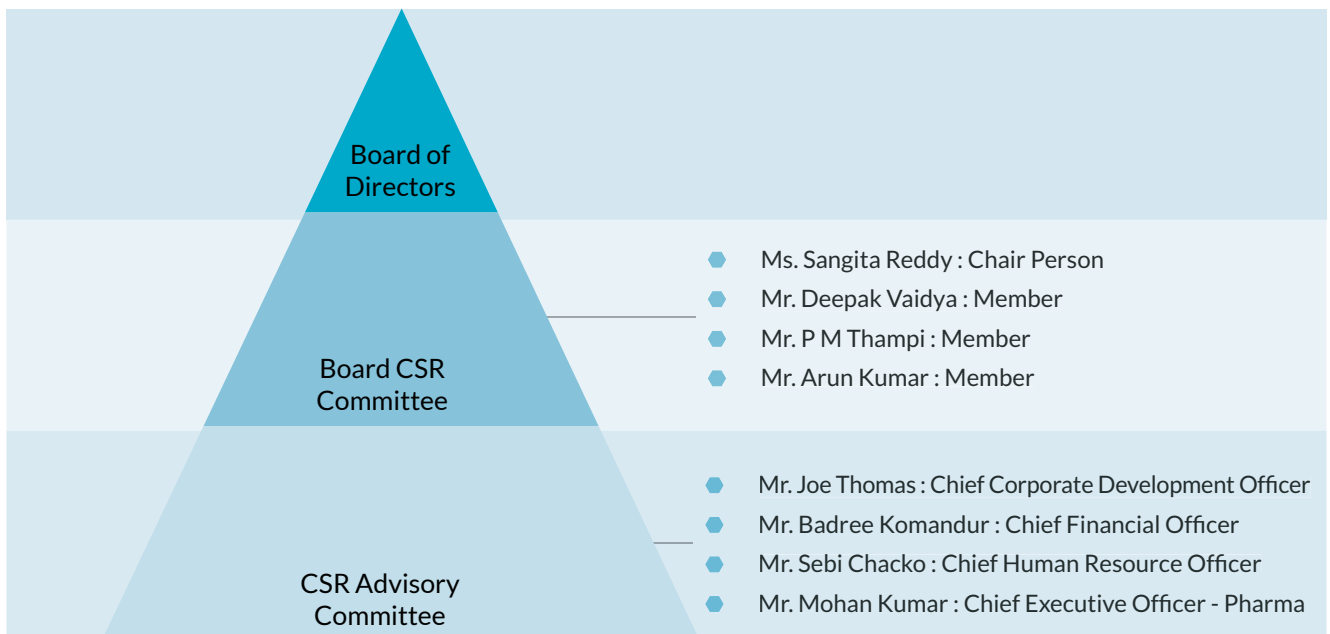 Board of
Directors
Ms. Sangita Reddy : Chair Person
Mr. Deepak Vaidya : Member
Mr. P M Thampi : Member
Mr. Arun Kumar : Member
Board CSR
Committee
Mr. Joe Thomas : Chief Corporate Development Officer
Mr. Badree Komandur : Chief Financial Officer
Mr. Sebi Chacko : Chief Human Resource Officer
Mr. Mohan Kumar : Chief Executive Officer - Pharma
CSR Advisory
Committee